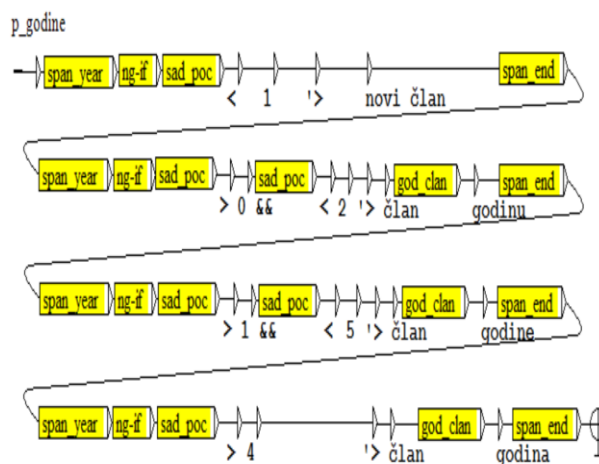 p_godine
span_year ng-if sad_poc span_end
< 1 '> novi član
span_year ng-if sad_poc sad_poc god_clan span_end
> 0 && < 2 '> član godinu
span_year ng-if sad_poc sad_poc god_clan span_end
> 1 && < 5 '> član godine
span_year ng-if sad_poc god_clan span_end
> 4 '> član godina